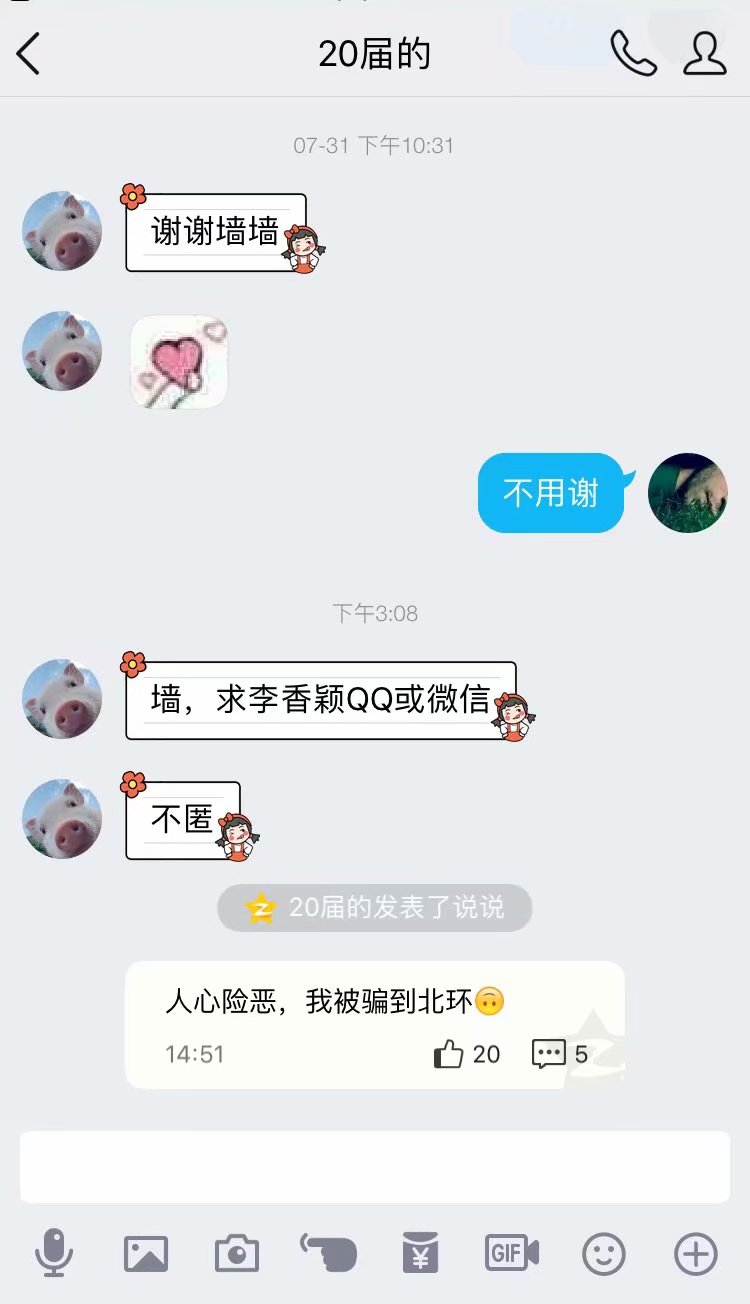 20届的
07-31 下午10:31
谢谢墙墙
不用谢
下午3:08
墙，求李香颖QQ或微信
不匿
20届的发表了说说
人心险恶，我被骗到北环🙃
14:51 20 5
¥ GIF